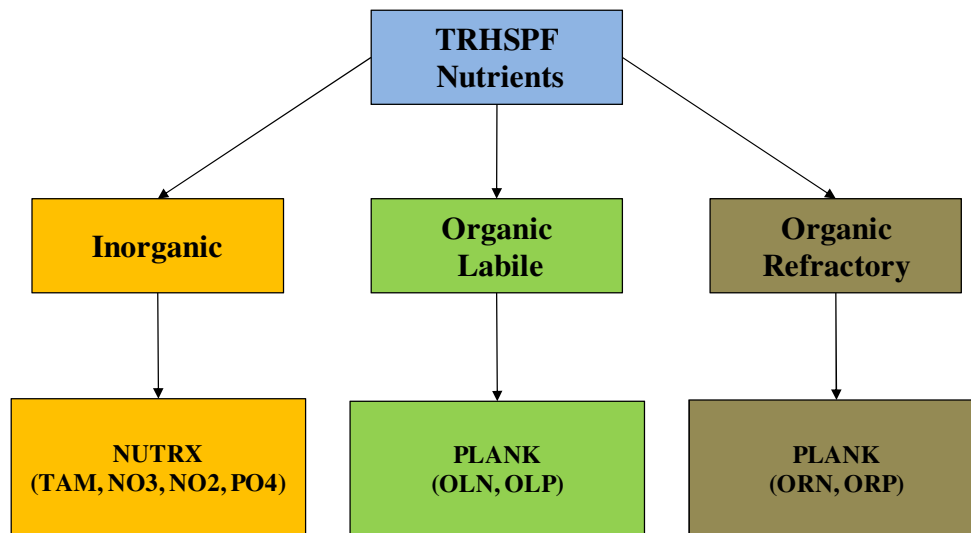 TRHSPF
Nutrients
Inorganic
Organic
Labile
Organic
Refractory
NUTRX
(TAM, NO3, NO2, PO4)
PLANK
(OLN, OLP)
PLANK
(ORN, ORP)